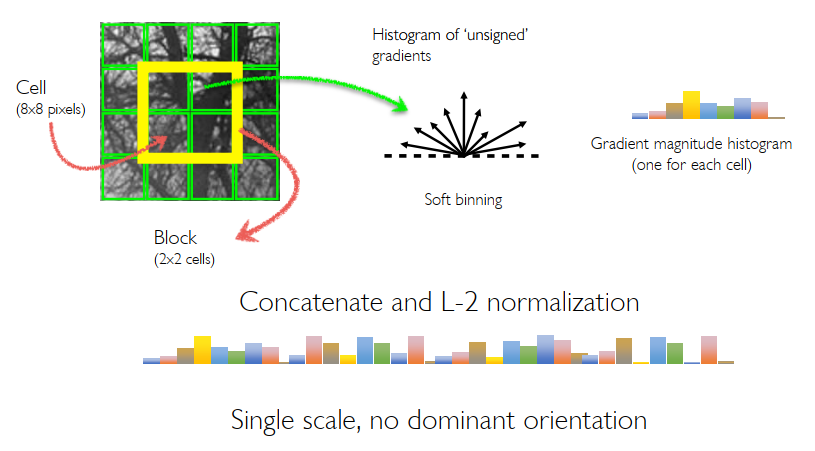 Histogram of ‘unsigned’
gradients
Cell
(8x8 pixels)
Gradient magnitude histogram
(one for each cell)
Soft binning
Block
(2x2 cells)
Concatenate and L-2 normalization
Single scale, no dominant orientation